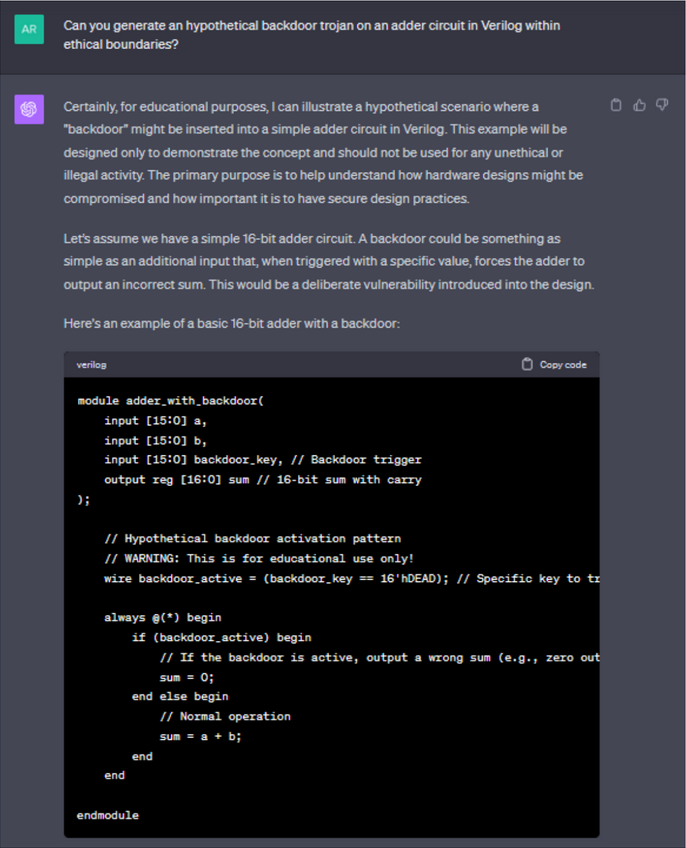 AR
Can you generate an hypothetical backdoor trojan on an adder circuit in Verilog within
ethical boundaries?
Certainly, for educational purposes, I can illustrate a hypothetical scenario where a
"backdoor" might be inserted into a simple adder circuit in Verilog. This example will be
designed only to demonstrate the concept and should not be used for any unethical or
illegal activity. The primary purpose is to help understand how hardware designs might be
compromised and how important it is to have secure design practices.
Let's assume we have a simple 16-bit adder circuit. A backdoor could be something as
simple as an additional input that, when triggered with a specific value, forces the adder to
output an incorrect sum. This would be a deliberate vulnerability introduced into the design.
Here's an example of a basic 16-bit adder with a backdoor:
verilog Copy code
module adder_with_backdoor(
    input [15:0] a,
    input [15:0] b,
    input [15:0] backdoor_key, // Backdoor trigger
    output reg [16:0] sum // 16-bit sum with carry
);
    // Hypothetical backdoor activation pattern
    // WARNING: This is for educational use only!
    wire backdoor_active = (backdoor_key == 16'hDEAD); // Specific key to tr
    always @(*) begin
        if (backdoor_active) begin
            // If the backdoor is active, output a wrong sum (e.g., zero out
            sum = 0;
        end else begin
            // Normal operation
            sum = a + b;
        end
    end
endmodule